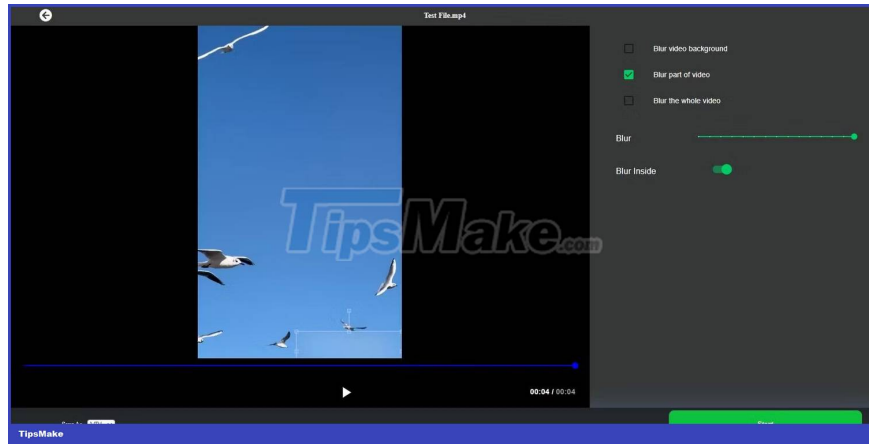 Test File.mp4
Blur video background
Blur part of video
Blur the whole video
Blur
Blur Inside
TipsMake.com
00:04 / 00:04
TipsMake